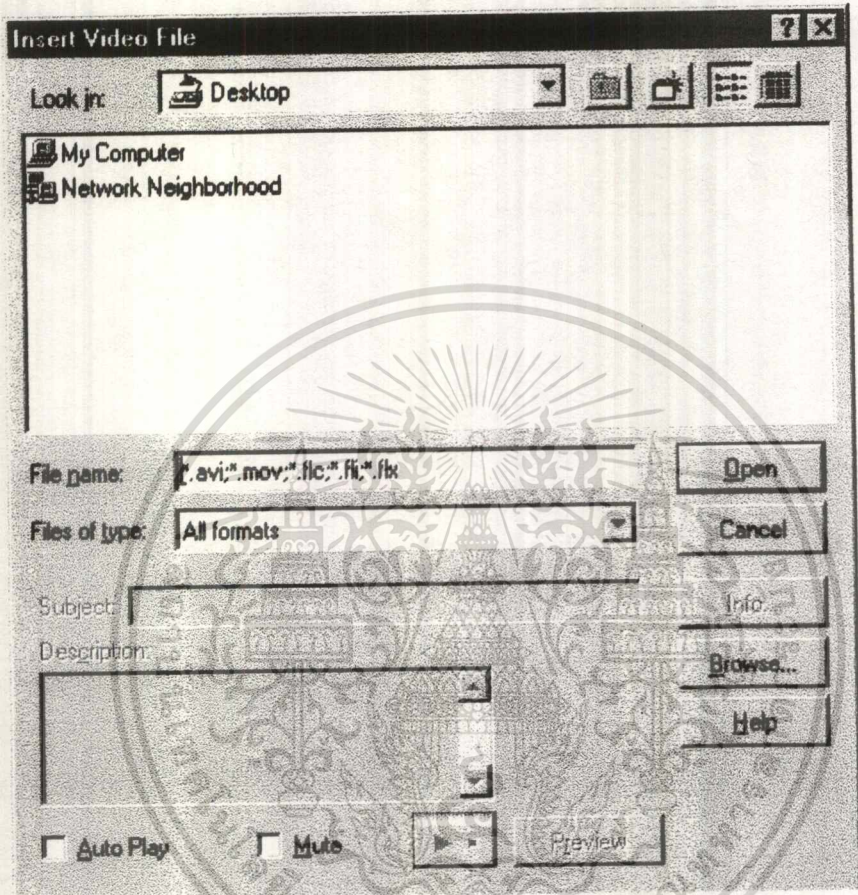 Insert Video File
Look in: Desktop
My Computer
Network Neighborhood
File name: *.avi;*.mov;*.flc;*.fli;*.flx Open
Files of type: All formats Cancel
Subject: Info...
Description: Browse...
Help
Auto Play Mute Preview